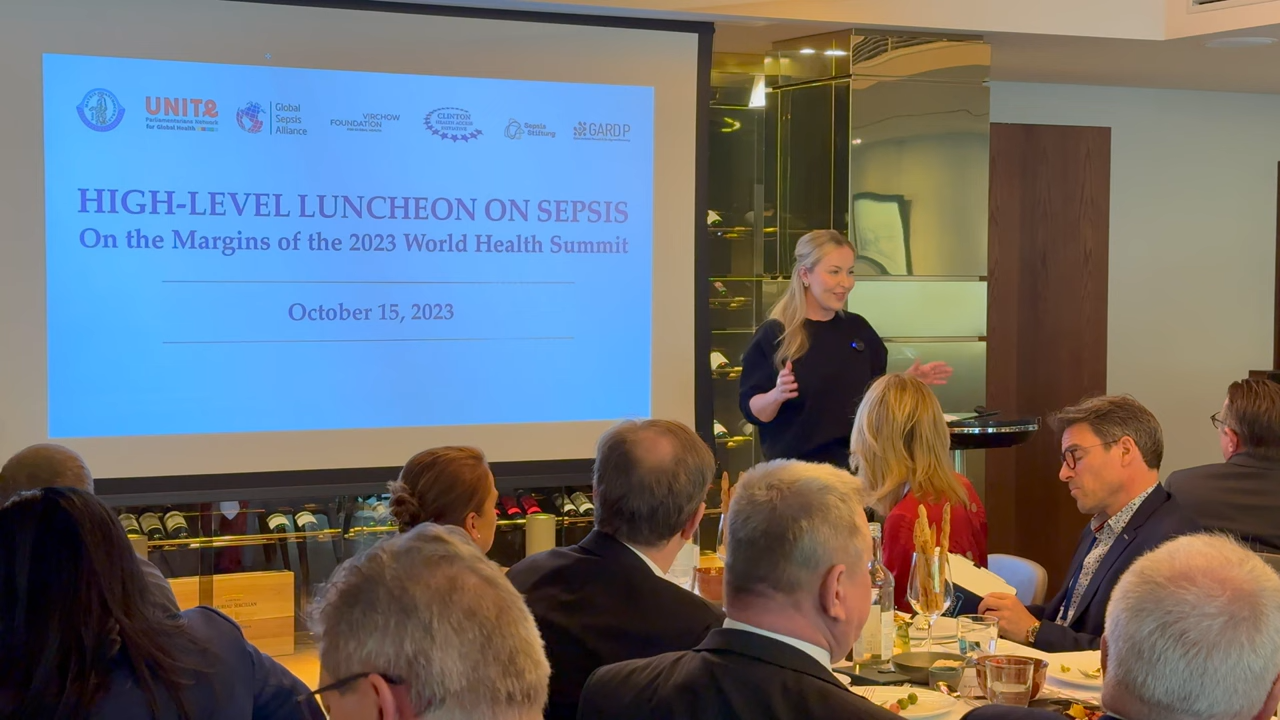 UNITE
Parliamentarians Network
for Global Health
Global
Sepsis
Alliance
VIRCHOW
FOUNDATION
CLINTON
HEALTH ACCESS
INITIATIVE
Sepsis
Stiftung
GARDP
HIGH-LEVEL LUNCHEON ON SEPSIS
On the Margins of the 2023 World Health Summit
October 15, 2023